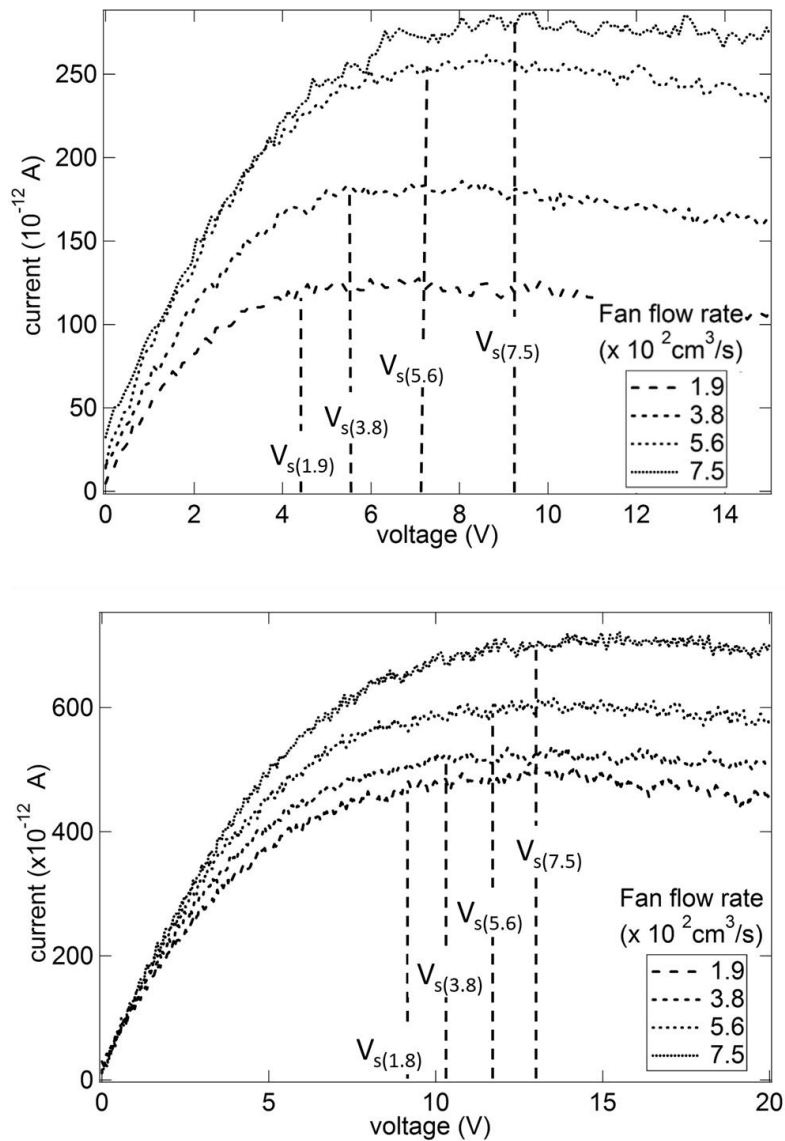 250
200
150
100
50
0
current (10⁻¹² A)
V_s(1.9)
V_s(3.8)
V_s(5.6)
V_s(7.5)
Fan flow rate
(x 10 ²cm³/s)
1.9
3.8
5.6
7.5
0 2 4 6 8 10 12 14
voltage (V)
600
400
200
0
current (x10⁻¹² A)
V_s(7.5)
V_s(5.6)
V_s(3.8)
V_s(1.8)
Fan flow rate
(x 10 ²cm³/s)
1.9
3.8
5.6
7.5
0 5 10 15 20
voltage (V)